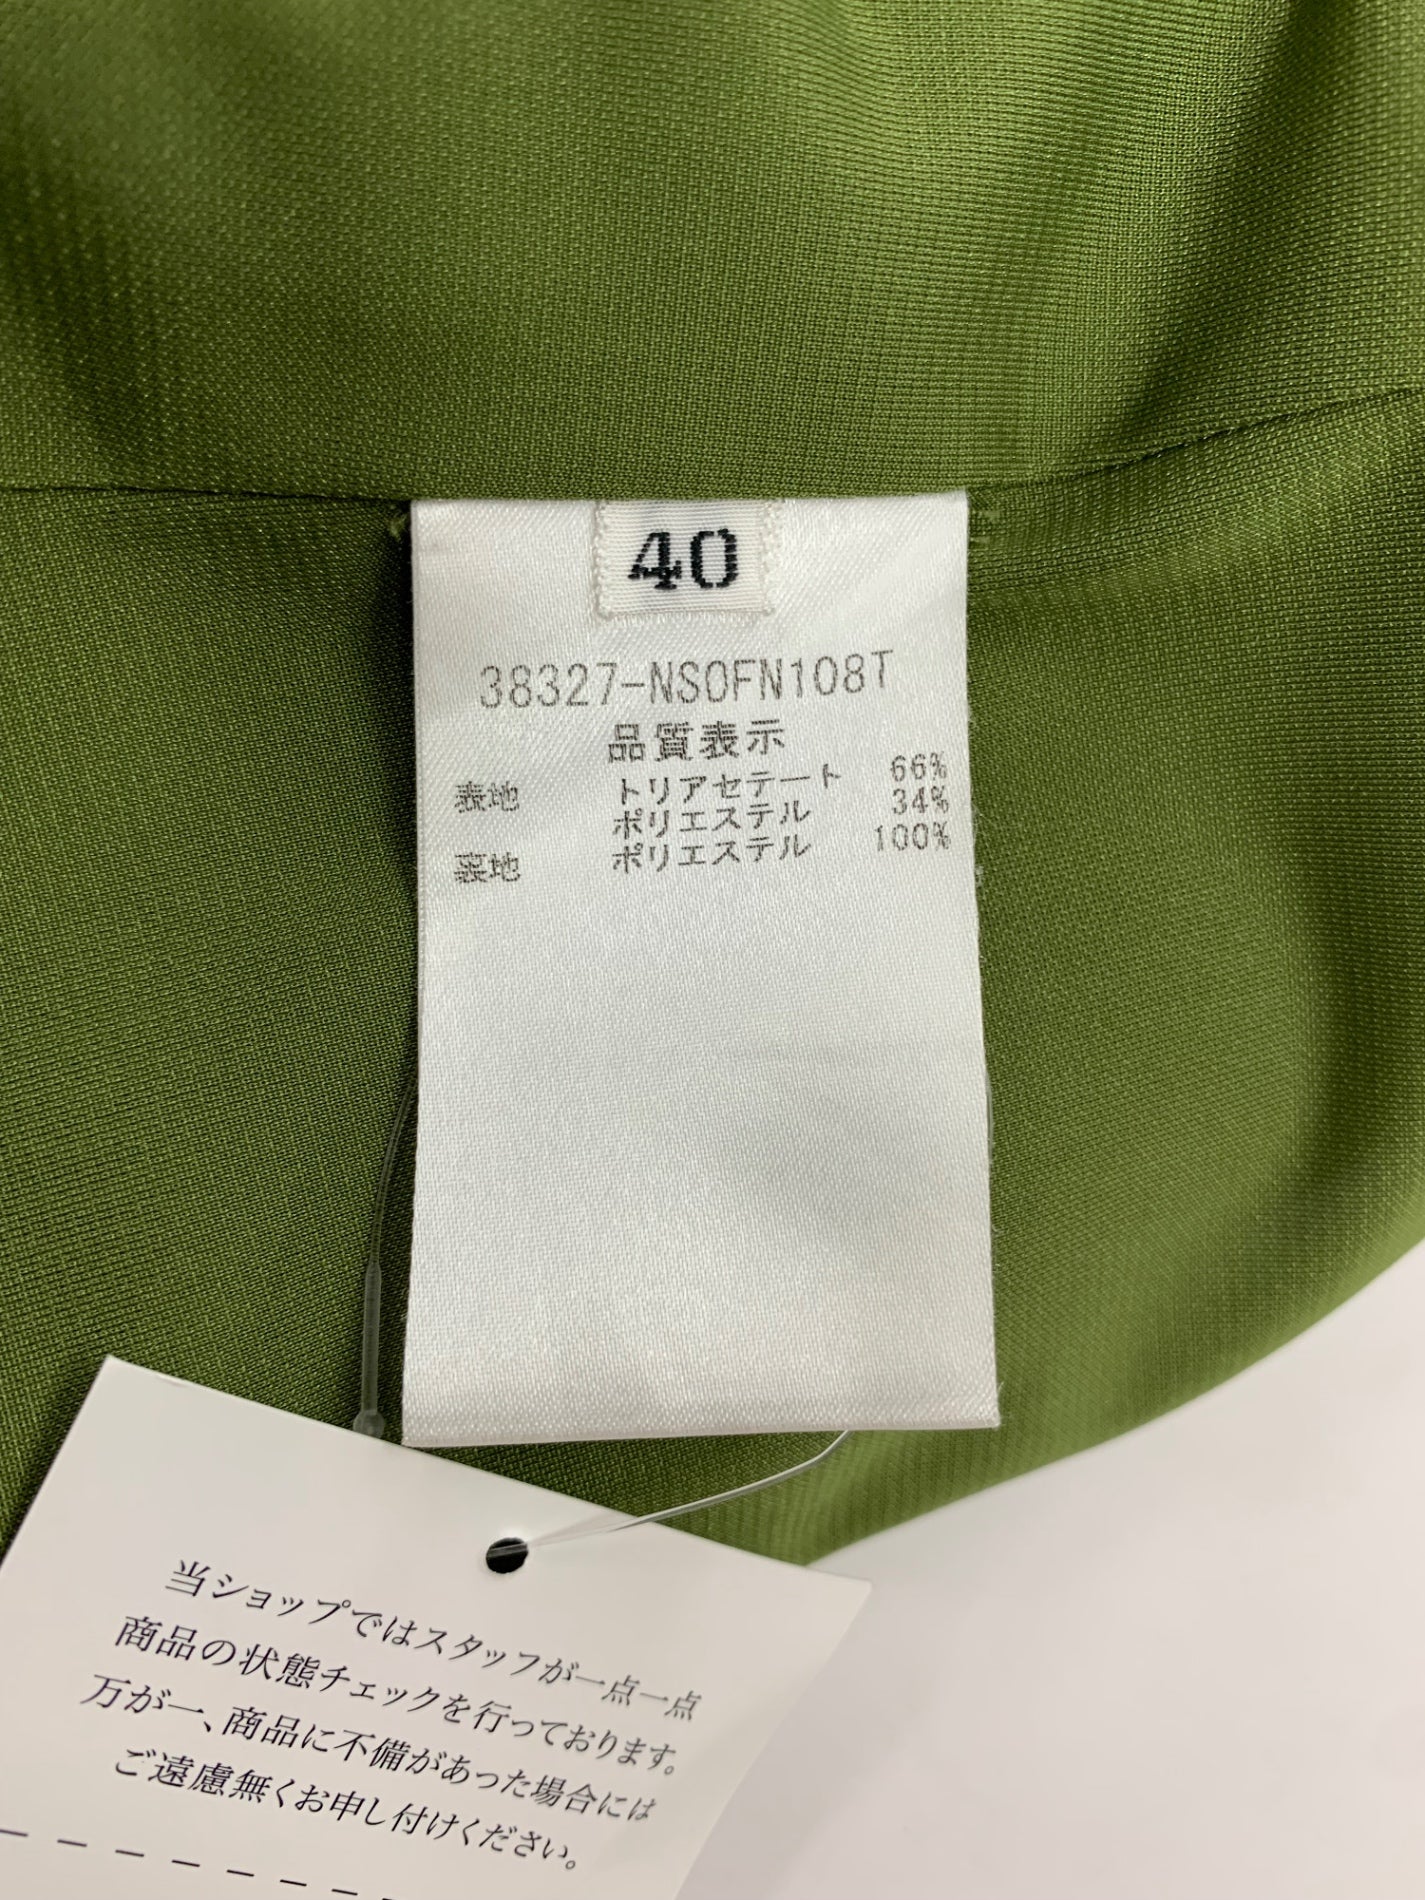 40
38327-NS0FN108T
品質表示
表地 トリアセテート 66%
ポリエステル 34%
裏地 ポリエステル 100%
当ショップではスタッフが一点一点
商品の状態チェックを行っております。
万が一、商品に不備があった場合には
ご遠慮無くお申し付けください。